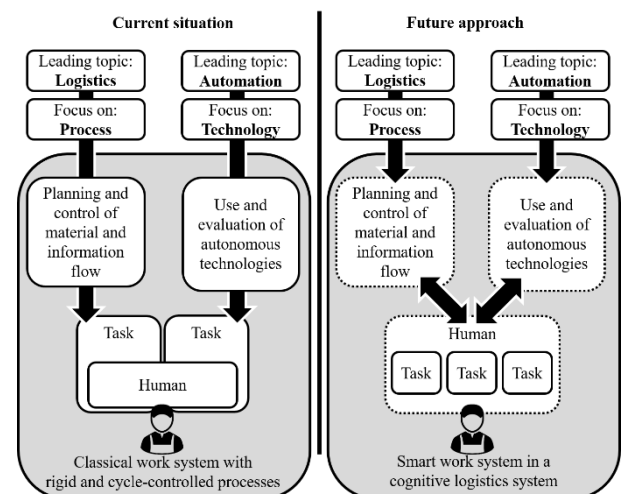 Current situation
Leading topic:
Logistics
Leading topic:
Automation
Focus on:
Process
Focus on:
Technology
Planning and
control of
material and
information
flow
Use and
evaluation of
autonomous
technologies
Task
Task
Human
Classical work system with
rigid and cycle-controlled processes
Future approach
Leading topic:
Logistics
Leading topic:
Automation
Focus on:
Process
Focus on:
Technology
Planning and
control of
material and
information
flow
Use and
evaluation of
autonomous
technologies
Human
Task
Task
Task
Smart work system in a
cognitive logistics system